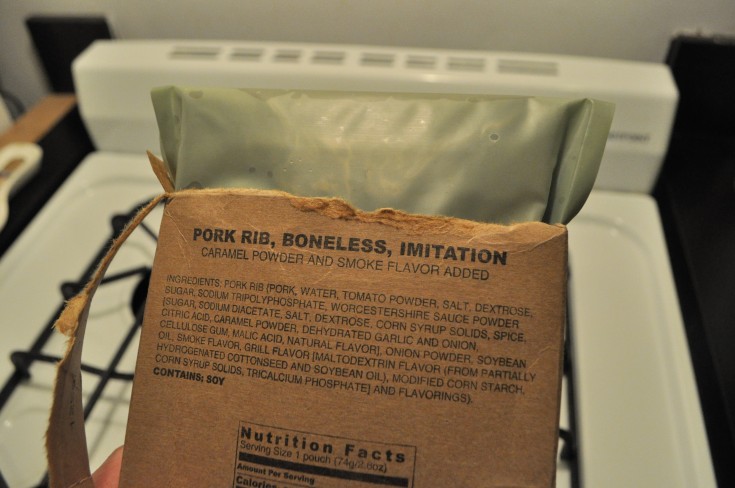 PORK RIB, BONELESS, IMITATION
CARAMEL POWDER AND SMOKE FLAVOR ADDED
INGREDIENTS: PORK RIB (PORK, WATER, TOMATO POWDER, SALT, DEXTROSE,
SUGAR, SODIUM TRIPOLYPHOSPHATE, WORCESTERSHIRE SAUCE POWDER
[SUGAR, SODIUM DIACETATE, SALT, DEXTROSE, CORN SYRUP SOLIDS, SPICE,
CITRIC ACID, CARAMEL POWDER, DEHYDRATED GARLIC AND ONION,
CELLULOSE GUM, MALIC ACID, NATURAL FLAVOR], ONION POWDER, SOYBEAN
OIL, SMOKE FLAVOR, GRILL FLAVOR [MALTODEXTRIN FLAVOR (FROM PARTIALLY
HYDROGENATED COTTONSEED AND SOYBEAN OIL), MODIFIED CORN STARCH,
CORN SYRUP SOLIDS, TRICALCIUM PHOSPHATE] AND FLAVORINGS).
CONTAINS: SOY
Nutrition Facts
Serving Size 1 pouch (74g/2.6oz)
Amount Per Serving
Calories